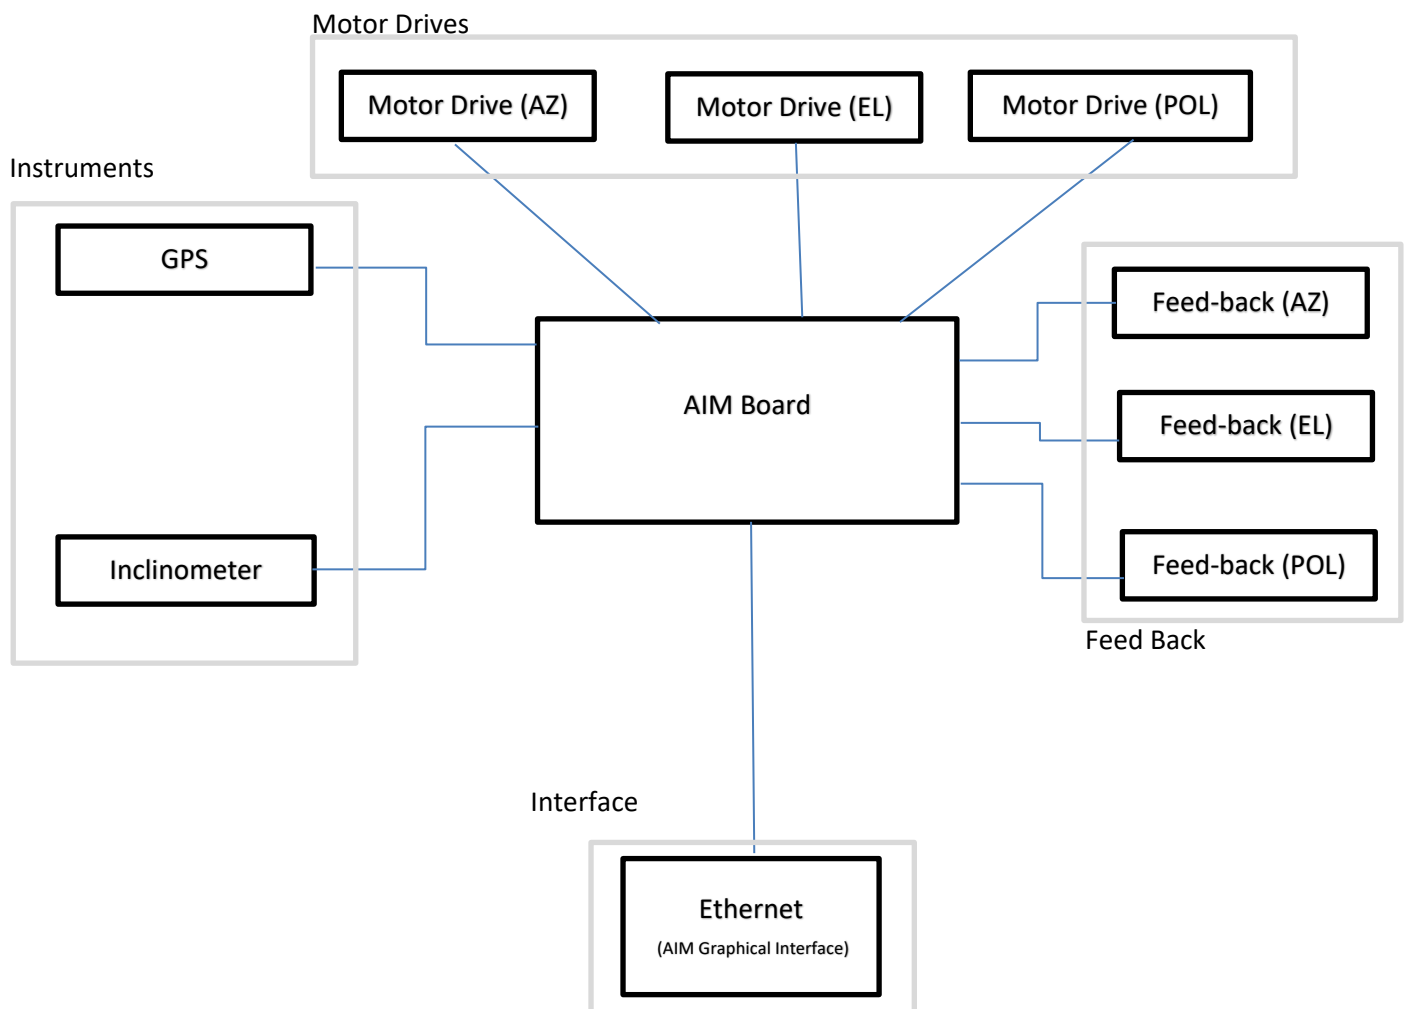 Motor Drives
Motor Drive (AZ)
Motor Drive (EL)
Motor Drive (POL)
Instruments
GPS
Inclinometer
AIM Board
Feed-back (AZ)
Feed-back (EL)
Feed-back (POL)
Feed Back
Interface
Ethernet
(AIM Graphical Interface)